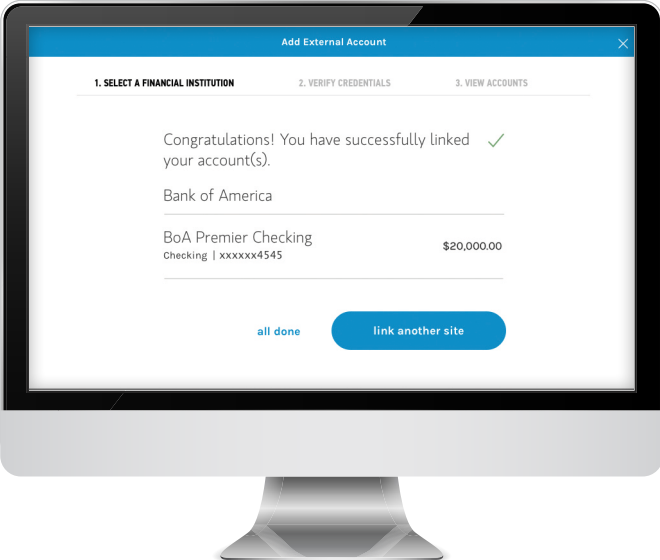 Add External Account
1. SELECT A FINANCIAL INSTITUTION
2. VERIFY CREDENTIALS
3. VIEW ACCOUNTS
Congratulations! You have successfully linked
your account(s).
Bank of America
BoA Premier Checking
$20,000.00
Checking | xxxxxx4545
all done
link another site